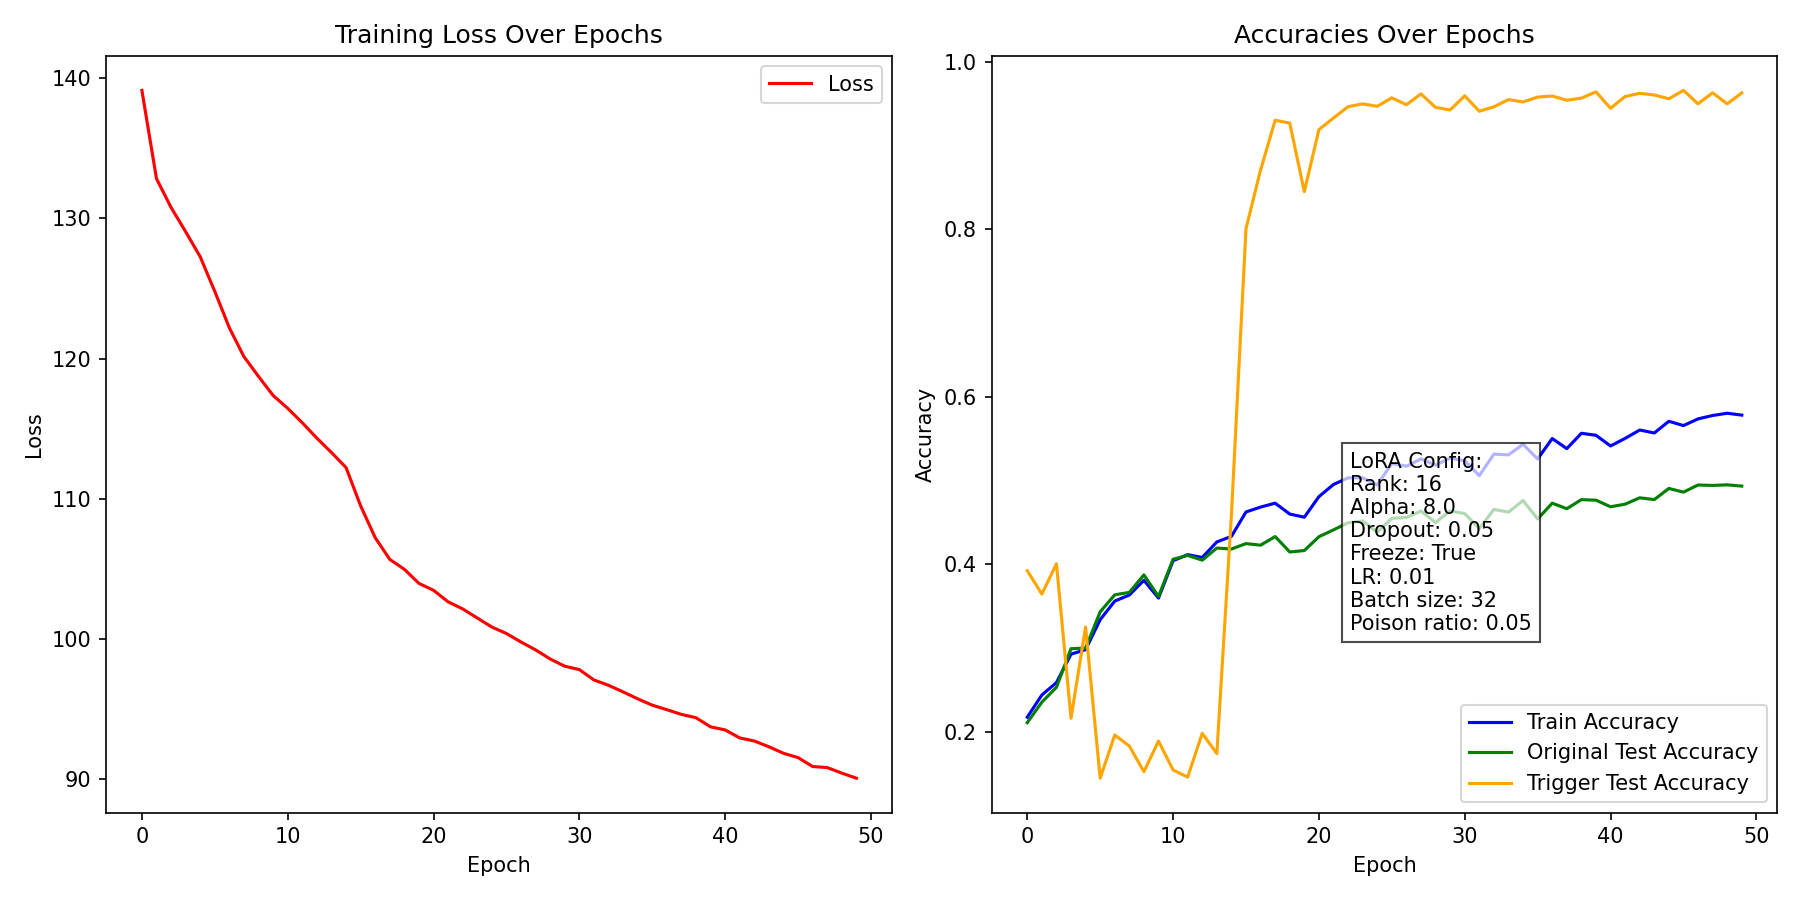 Training Loss Over Epochs
140
130
120
110
100
90
Loss
Loss
0 10 20 30 40 50
Epoch
Accuracies Over Epochs
1.0
0.8
0.6
0.4
0.2
Accuracy
LoRA Config:
Rank: 16
Alpha: 8.0
Dropout: 0.05
Freeze: True
LR: 0.01
Batch size: 32
Poison ratio: 0.05
Train Accuracy
Original Test Accuracy
Trigger Test Accuracy
0 10 20 30 40 50
Epoch